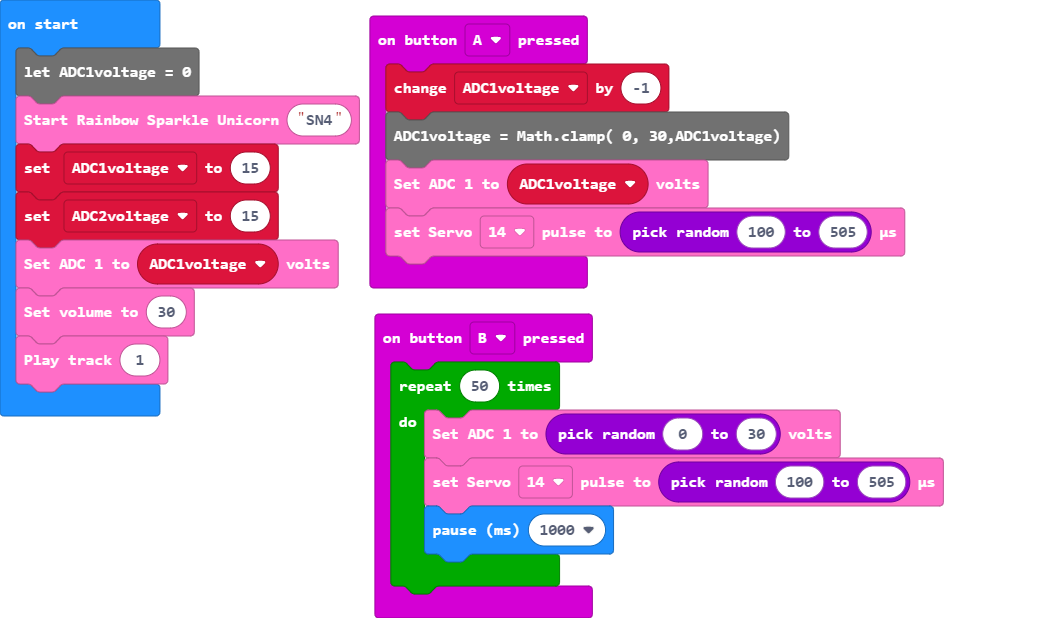 on start
let ADC1voltage = 0
Start Rainbow Sparkle Unicorn "SN4"
set ADC1voltage to 15
set ADC2voltage to 15
Set ADC 1 to ADC1voltage volts
Set volume to 30
Play track 1
on button A pressed
change ADC1voltage by -1
ADC1voltage = Math.clamp( 0, 30,ADC1voltage)
Set ADC 1 to ADC1voltage volts
set Servo 14 pulse to pick random 100 to 505 µs
on button B pressed
repeat 50 times
do
Set ADC 1 to pick random 0 to 30 volts
set Servo 14 pulse to pick random 100 to 505 µs
pause (ms) 1000